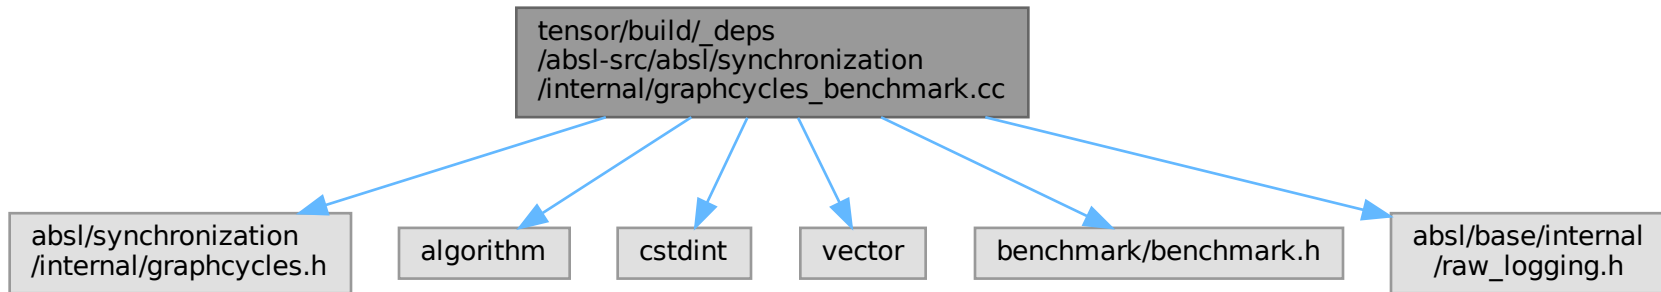 tensor/build/_deps
/absl-src/absl/synchronization
/internal/graphcycles_benchmark.cc
absl/synchronization
/internal/graphcycles.h
algorithm
cstdint
vector
benchmark/benchmark.h
absl/base/internal
/raw_logging.h